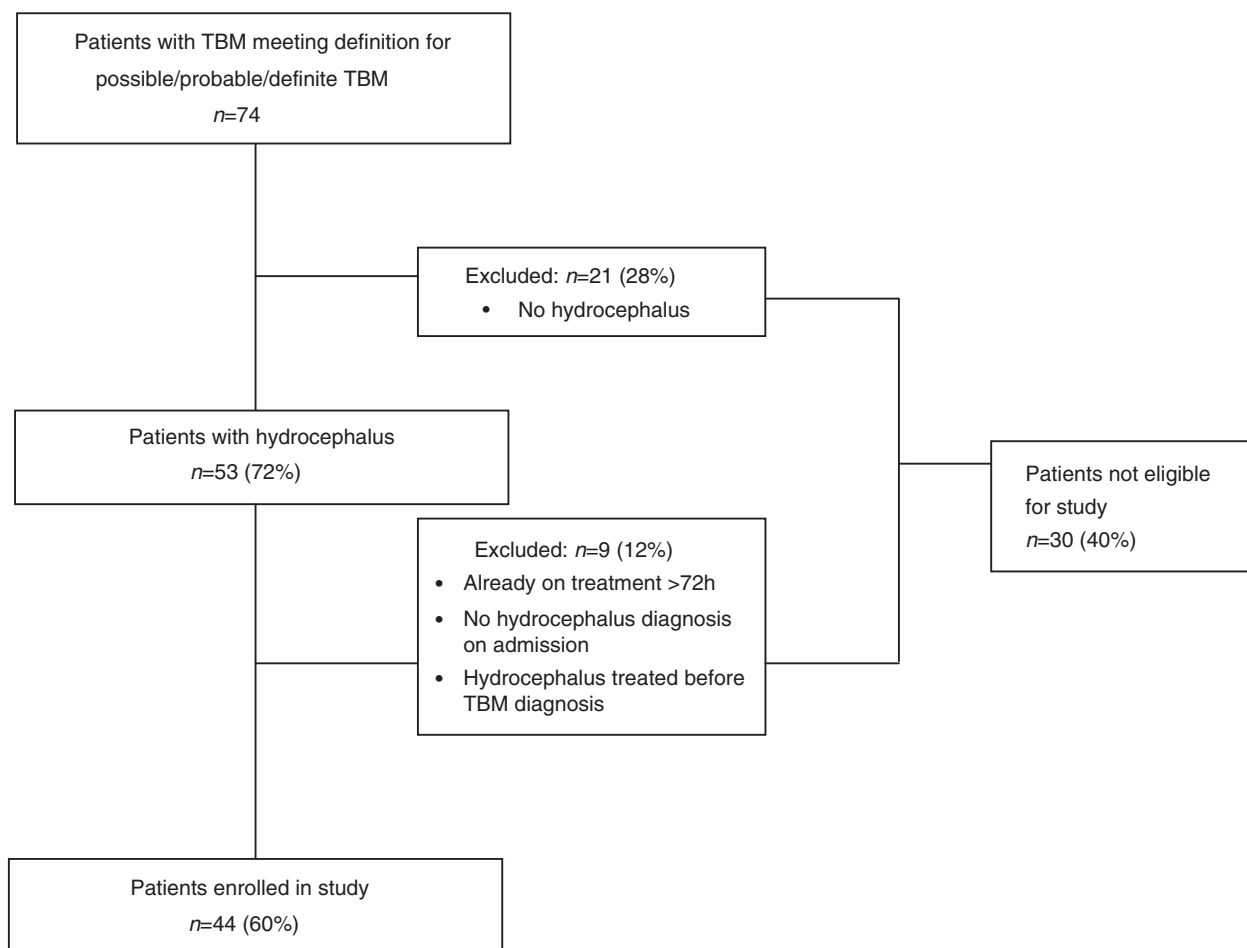 Patients with TBM meeting definition for
possible/probable/definite TBM
n=74
Excluded: n=21 (28%)
• No hydrocephalus
Patients with hydrocephalus
n=53 (72%)
Excluded: n=9 (12%)
• Already on treatment >72h
• No hydrocephalus diagnosis
on admission
• Hydrocephalus treated before
TBM diagnosis
Patients not eligible
for study
n=30 (40%)
Patients enrolled in study
n=44 (60%)